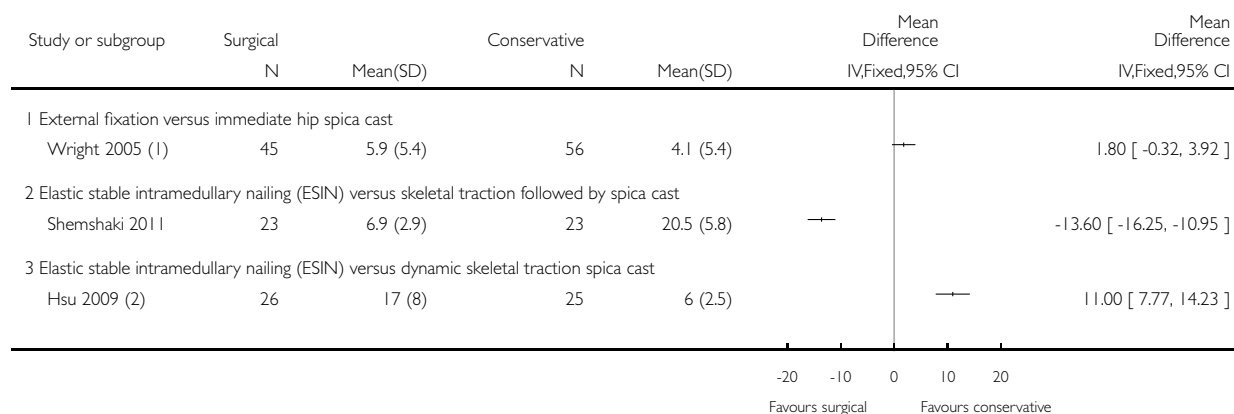 Mean Mean
Study or subgroup Surgical Conservative Difference Difference
N Mean(SD) N Mean(SD) IV,Fixed,95% CI IV,Fixed,95% CI
1 External fixation versus immediate hip spica cast
Wright 2005 (1) 45 5.9 (5.4) 56 4.1 (5.4) 1.80 [ -0.32, 3.92 ]
2 Elastic stable intramedullary nailing (ESIN) versus skeletal traction followed by spica cast
Shemshaki 2011 23 6.9 (2.9) 23 20.5 (5.8) -13.60 [ -16.25, -10.95 ]
3 Elastic stable intramedullary nailing (ESIN) versus dynamic skeletal traction spica cast
Hsu 2009 (2) 26 17 (8) 25 6 (2.5) 11.00 [ 7.77, 14.23 ]
-20 -10 0 10 20
Favours surgical Favours conservative